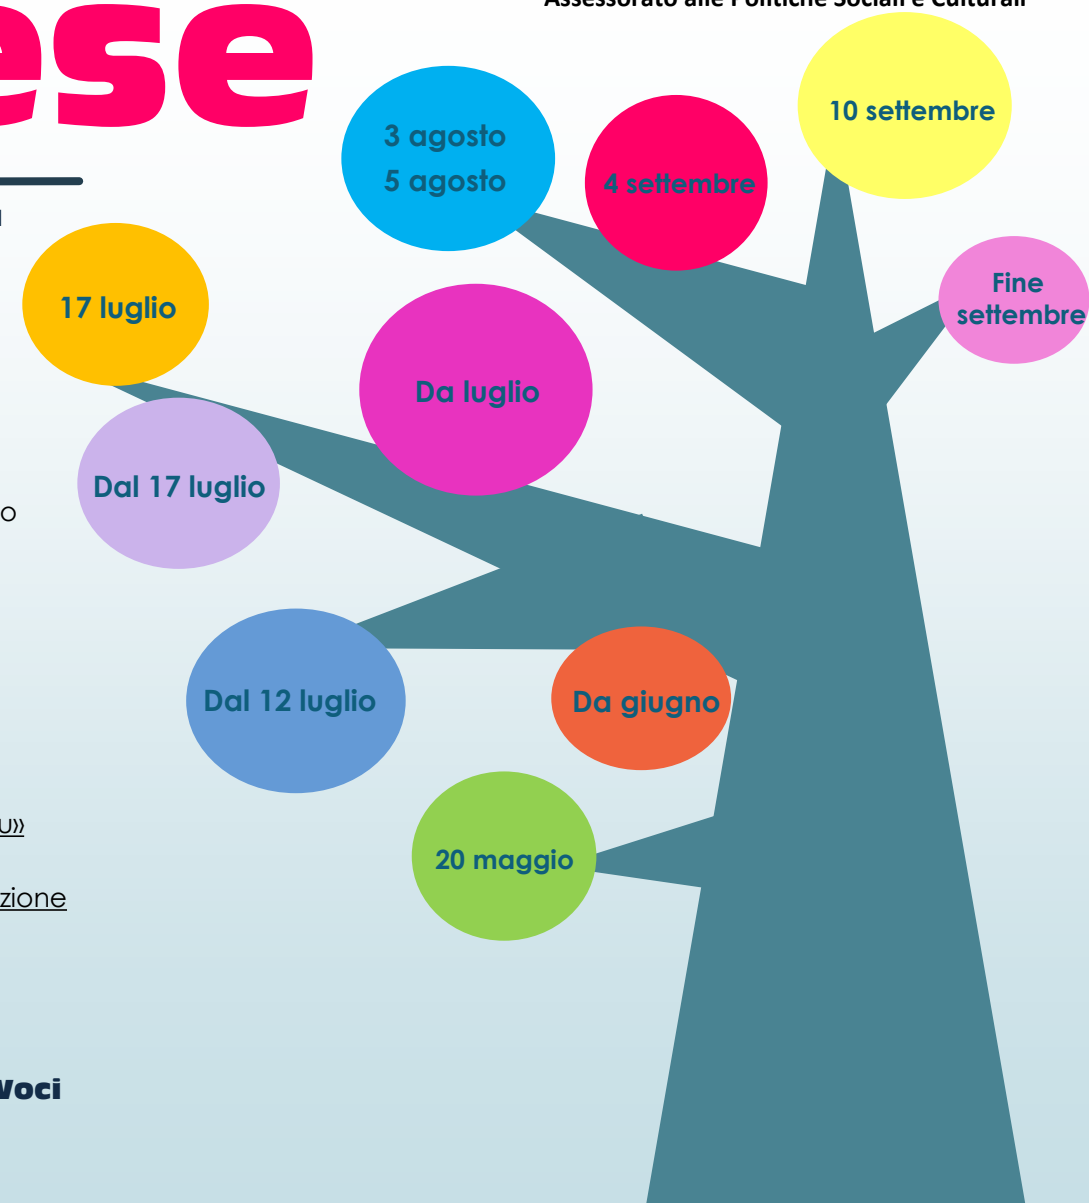 Assessorato alle Politiche Sociali e Culturali
ese
10 settembre
3 agosto
5 agosto
4 settembre
Fine
settembre
17 luglio
Da luglio
Dal 17 luglio
o
Dal 12 luglio
Da giugno
u»
20 maggio
zione
Voci